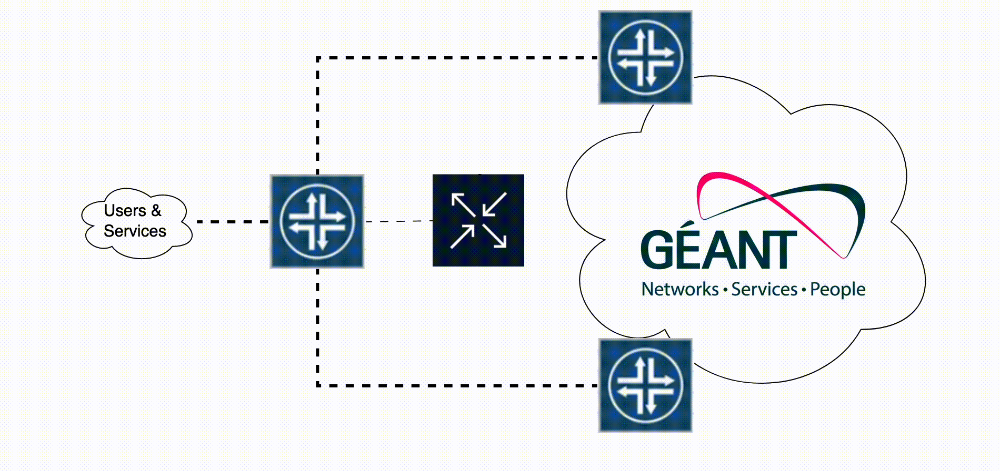 Users &
Services
GÉANT
Networks • Services • People